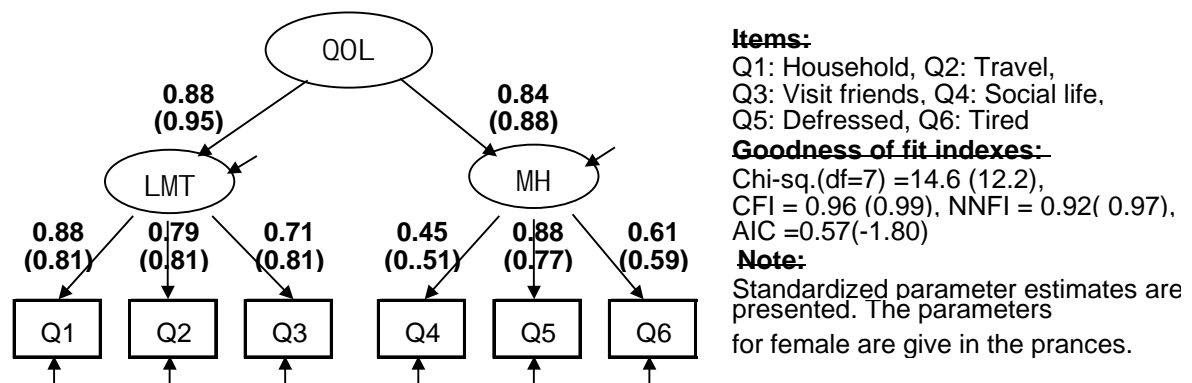 QOL
0.88
(0.95)
0.84
(0.88)
LMT
MH
0.88
(0.81)
0.79
(0.81)
0.71
(0.81)
0.45
(0..51)
0.88
(0.77)
0.61
(0.59)
Q1
Q2
Q3
Q4
Q5
Q6
Items:
Q1: Household, Q2: Travel,
Q3: Visit friends, Q4: Social life,
Q5: Defressed, Q6: Tired
Goodness of fit indexes:
Chi-sq.(df=7) =14.6 (12.2),
CFI = 0.96 (0.99), NNFI = 0.92( 0.97),
AIC =0.57(-1.80)
Note:
Standardized parameter estimates are
presented. The parameters
for female are give in the prances.